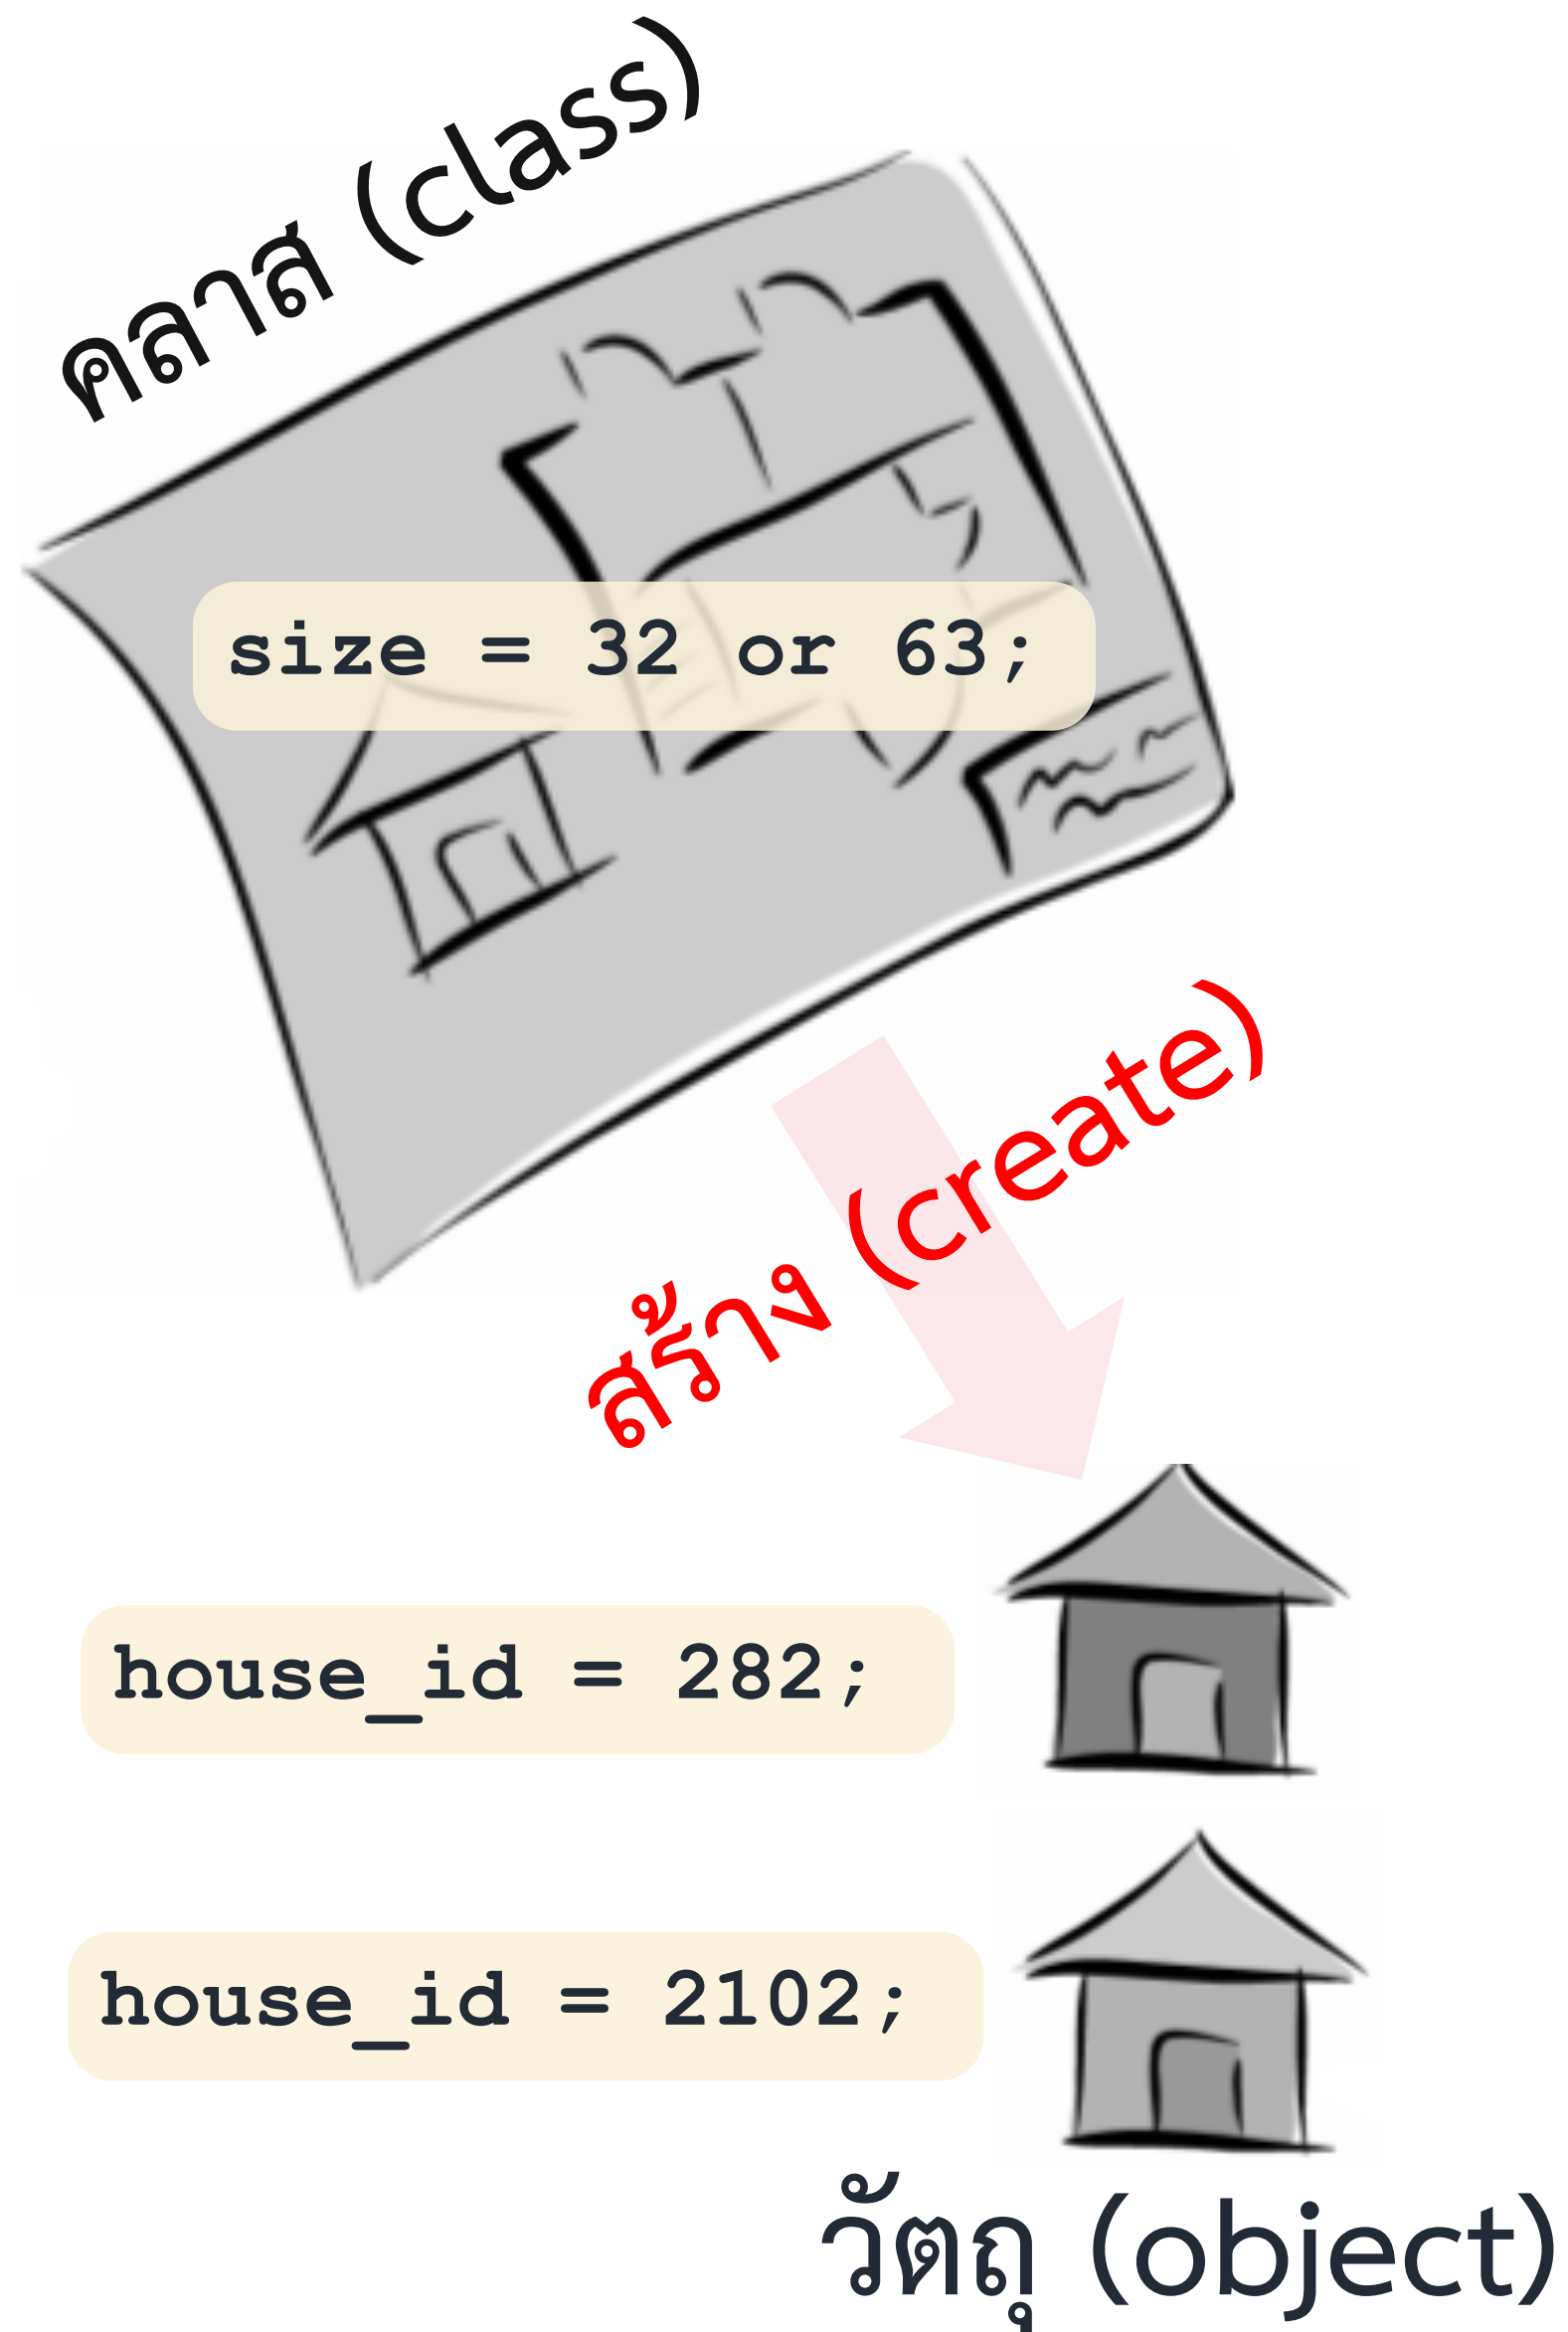 คลาส (class)
size = 32 or 63;
สร้าง (create)
house_id = 282;
house_id = 2102;
วัตถุ (object)